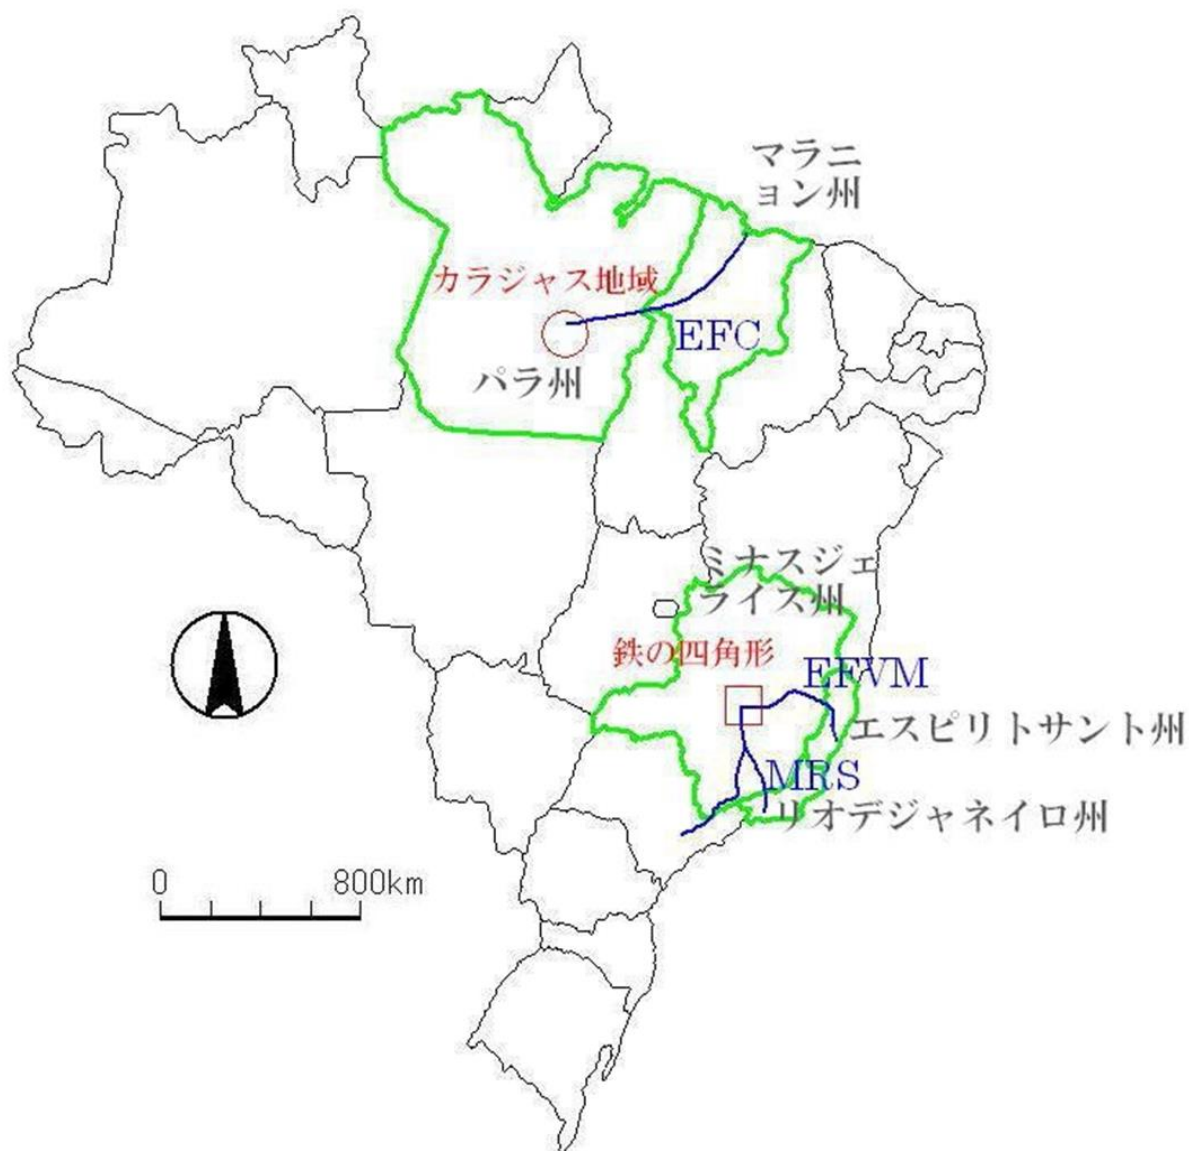 マラニ
ョン州
カラジャス地域
EFC
パラ州
ミナスジェ
ライス州
鉄の四角形
EFVM
エスピリトサント州
MRS
リオデジャネイロ州
0 800km